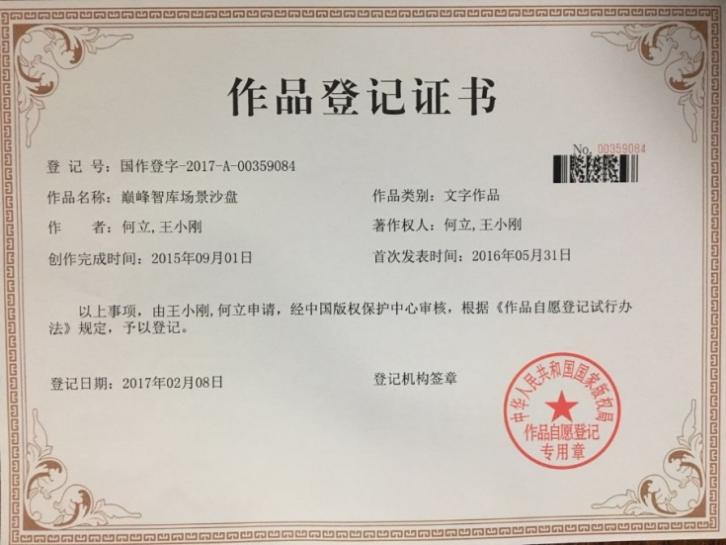 作品登记证书
No. 00359084
登 记 号：国作登字-2017-A-00359084
作品名称：巅峰智库场景沙盘
作品类别：文字作品
作 者：何立,王小刚
著作权人：何立,王小刚
创作完成时间：2015年09月01日
首次发表时间：2016年05月31日
以上事项，由王小刚,何立申请，经中国版权保护中心审核，根据《作品自愿登记试行办
法》规定，予以登记。
登记日期：2017年02月08日
登记机构签章
中华人民共和国国家版权局
作品自愿登记
专用章